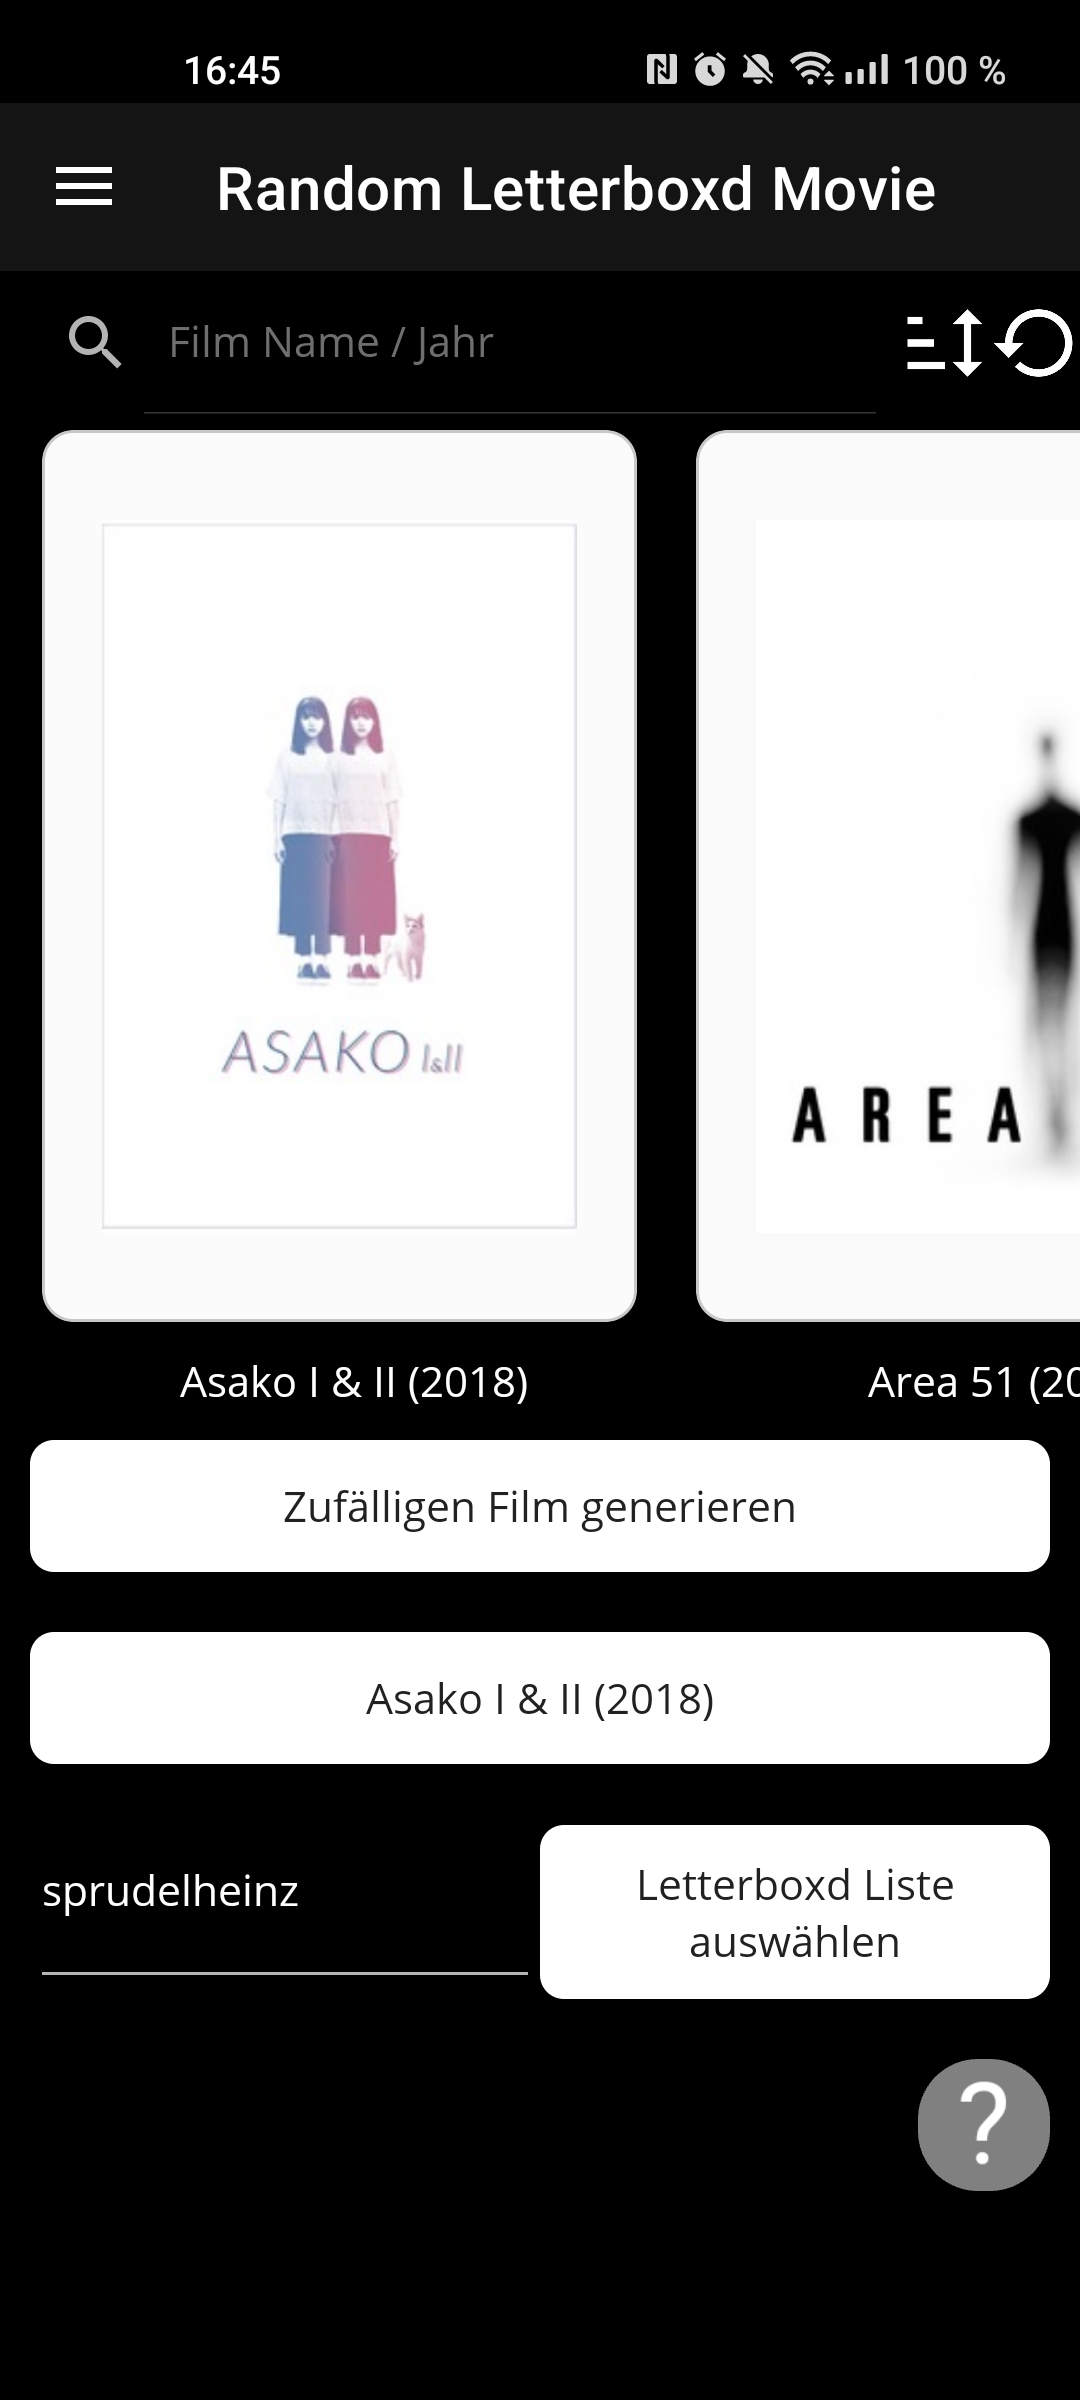 16:45
100 %
Random Letterboxd Movie
Film Name / Jahr
ASAKO I&II
AREA
Asako I & II (2018)
Area 51 (20
Zufälligen Film generieren
Asako I & II (2018)
sprudelheinz
Letterboxd Liste
auswählen
?